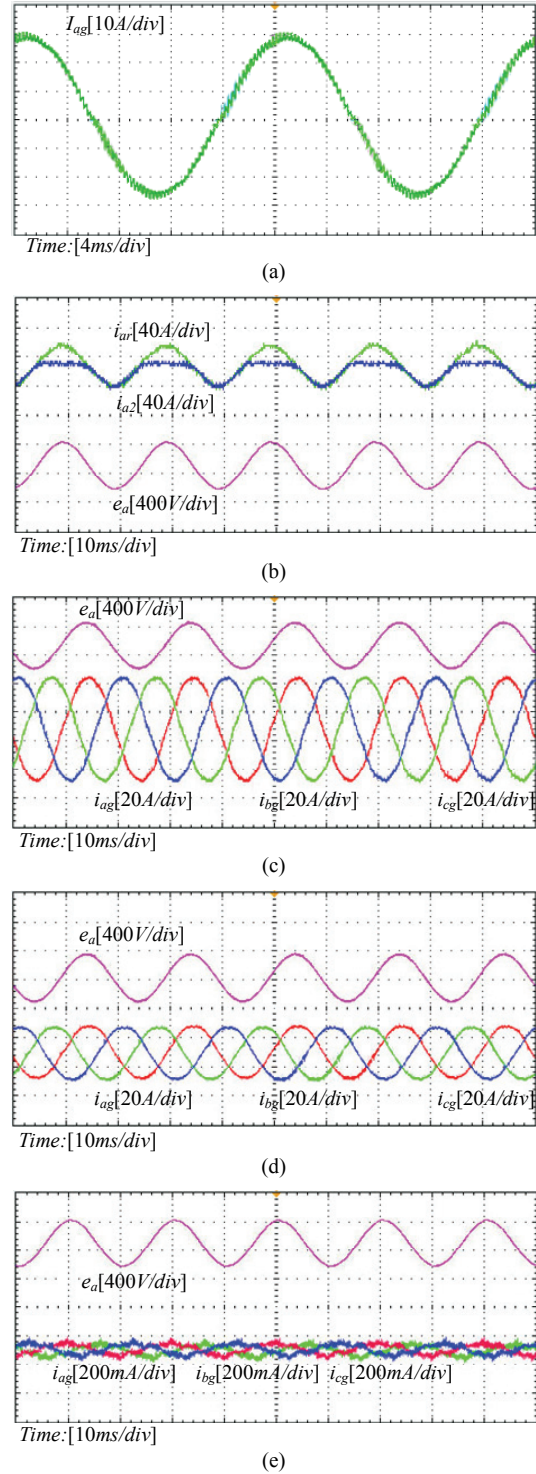 Iag[10A/div]
Time:[4ms/div]
(a)
iar[40A/div]
ia2[40A/div]
ea[400V/div]
Time:[10ms/div]
(b)
ea[400V/div]
iag[20A/div] ibg[20A/div] icg[20A/div]
Time:[10ms/div]
(c)
ea[400V/div]
iag[20A/div] ibg[20A/div] icg[20A/div]
Time:[10ms/div]
(d)
ea[400V/div]
iag[200mA/div] ibg[200mA/div] icg[200mA/div]
Time:[10ms/div]
(e)